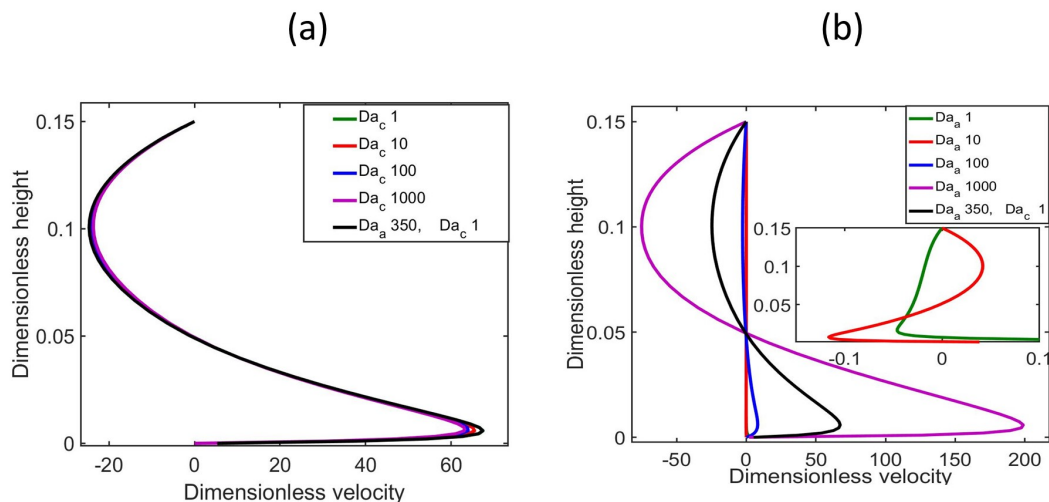 (a)
(b)
Da_c 1
Da_c 10
Da_c 100
Da_c 1000
Da_a 350, Da_c 1
0.15
0.1
0.05
0
-20
0
20
40
60
Dimensionless height
Dimensionless velocity
Da_a 1
Da_a 10
Da_a 100
Da_a 1000
Da_a 350, Da_c 1
0.15
0.1
0.05
0
-50
0
50
100
150
200
Dimensionless height
Dimensionless velocity
0.15
0.1
0.05
-0.1
0
0.1